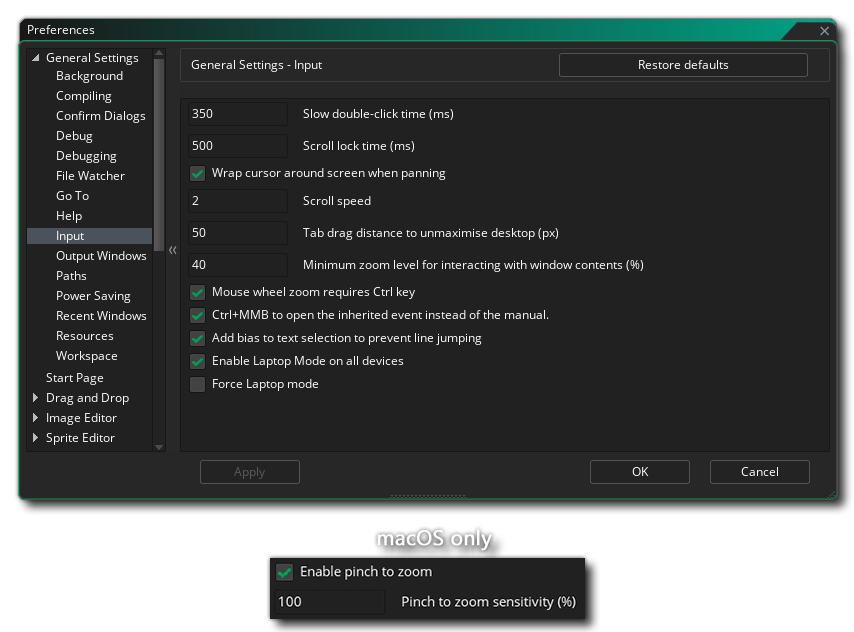 Preferences
General Settings
Background
Compiling
Confirm Dialogs
Debug
Debugging
File Watcher
Go To
Help
Input
Output Windows
Paths
Power Saving
Recent Windows
Resources
Workspace
Start Page
Drag and Drop
Image Editor
Sprite Editor
General Settings - Input
Restore defaults
350 Slow double-click time (ms)
500 Scroll lock time (ms)
Wrap cursor around screen when panning
2 Scroll speed
50 Tab drag distance to unmaximise desktop (px)
40 Minimum zoom level for interacting with window contents (%)
Mouse wheel zoom requires Ctrl key
Ctrl+MMB to open the inherited event instead of the manual.
Add bias to text selection to prevent line jumping
Enable Laptop Mode on all devices
Force Laptop mode
Apply
OK
Cancel
macOS only
Enable pinch to zoom
100 Pinch to zoom sensitivity (%)